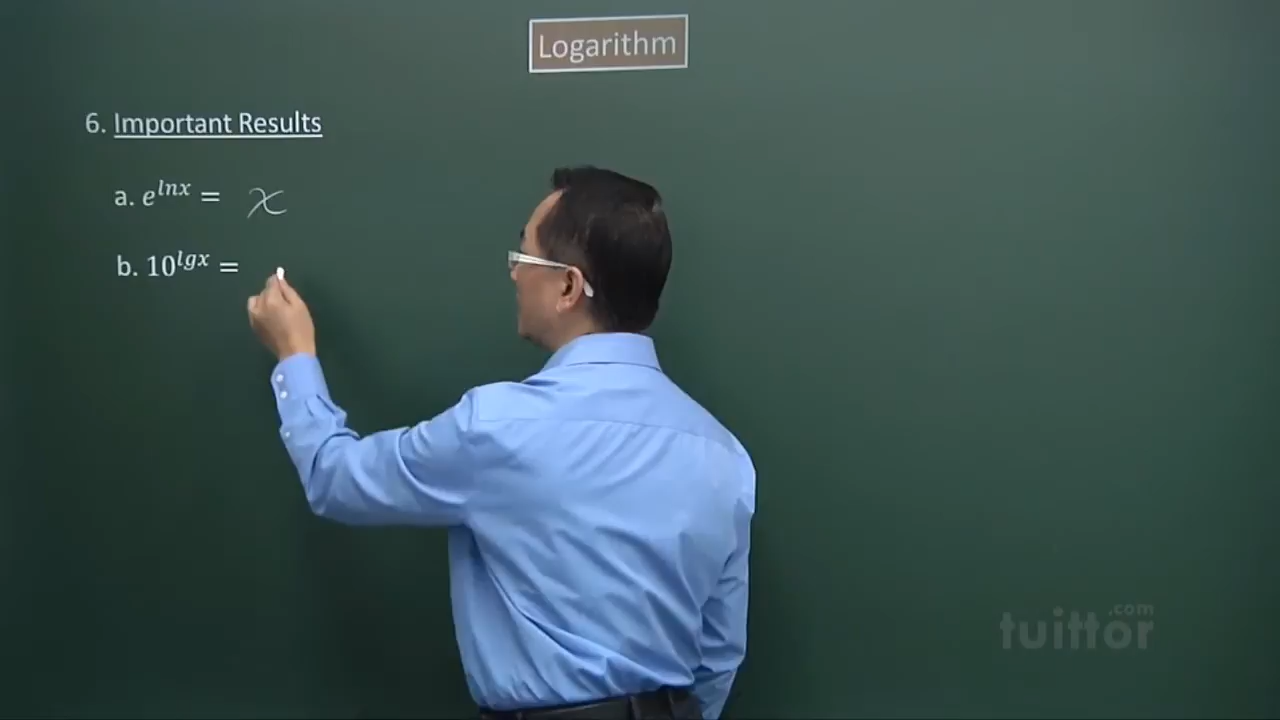 Logarithm
6. Important Results
a. e^{lnx} = x
b. 10^{lgx} =
tuittor.com